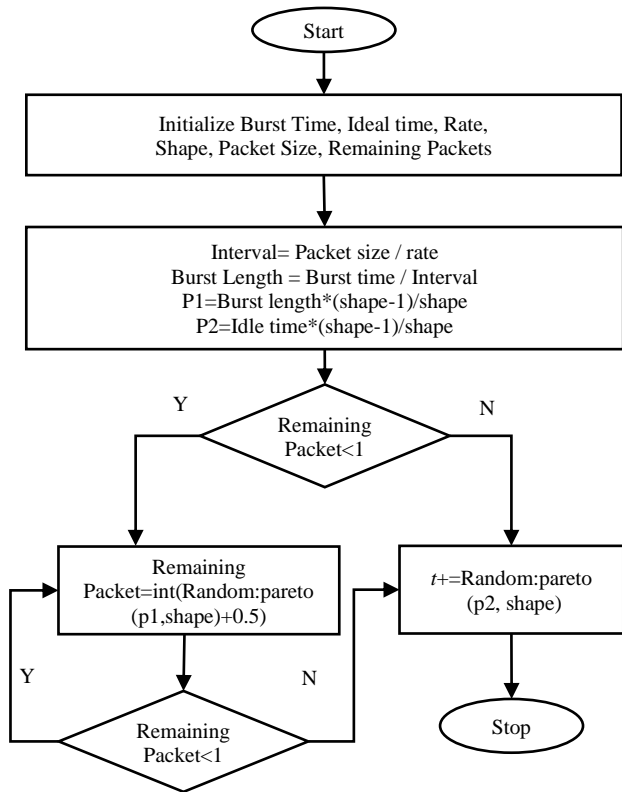 Start
Initialize Burst Time, Ideal time, Rate,
Shape, Packet Size, Remaining Packets
Interval= Packet size / rate
Burst Length = Burst time / Interval
P1=Burst length*(shape-1)/shape
P2=Idle time*(shape-1)/shape
Y
N
Remaining
Packet<1
Remaining
Packet=int(Random:pareto
(p1,shape)+0.5)
t+=Random:pareto
(p2, shape)
Y
N
Remaining
Packet<1
Stop